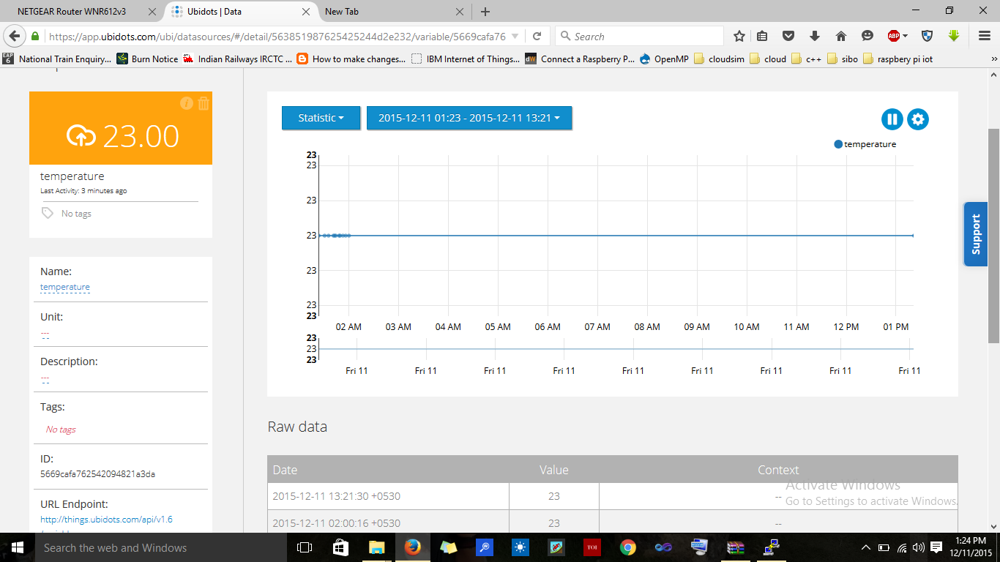 NETGEAR Router WNR612v3
Ubidots | Data
New Tab
https://app.ubidots.com/ubi/datasources/#/detail/563851987625425244d2e232/variable/5669cafa76
Search
ABP
EAP 6 National Train Enquiry...
Burn Notice
Indian Railways IRCTC ...
How to make changes...
IBM Internet of Things...
dW Connect a Raspberry P...
OpenMP
cloudsim
cloud
c++
sibo
raspbery pi iot
23.00
temperature
Last Activity: 3 minutes ago
No tags
Name:
temperature
Unit:
---
Description:
---
Tags:
No tags
ID:
5669cafa762542094821a3da
URL Endpoint:
http://things.ubidots.com/api/v1.6
Statistic
2015-12-11 01:23 - 2015-12-11 13:21
temperature
23
23
23
23
23
23
23
02 AM 03 AM 04 AM 05 AM 06 AM 07 AM 08 AM 09 AM 10 AM 11 AM 12 PM 01 PM
23
23
23
Fri 11 Fri 11 Fri 11 Fri 11 Fri 11 Fri 11 Fri 11 Fri 11 Fri 11
Support
Raw data
Date Value Context
2015-12-11 13:21:30 +0530 23 --
2015-12-11 02:00:16 +0530 23 --
Activate Windows
Go to Settings to activate Windows.
Search the web and Windows
TOI
1:24 PM
12/11/2015